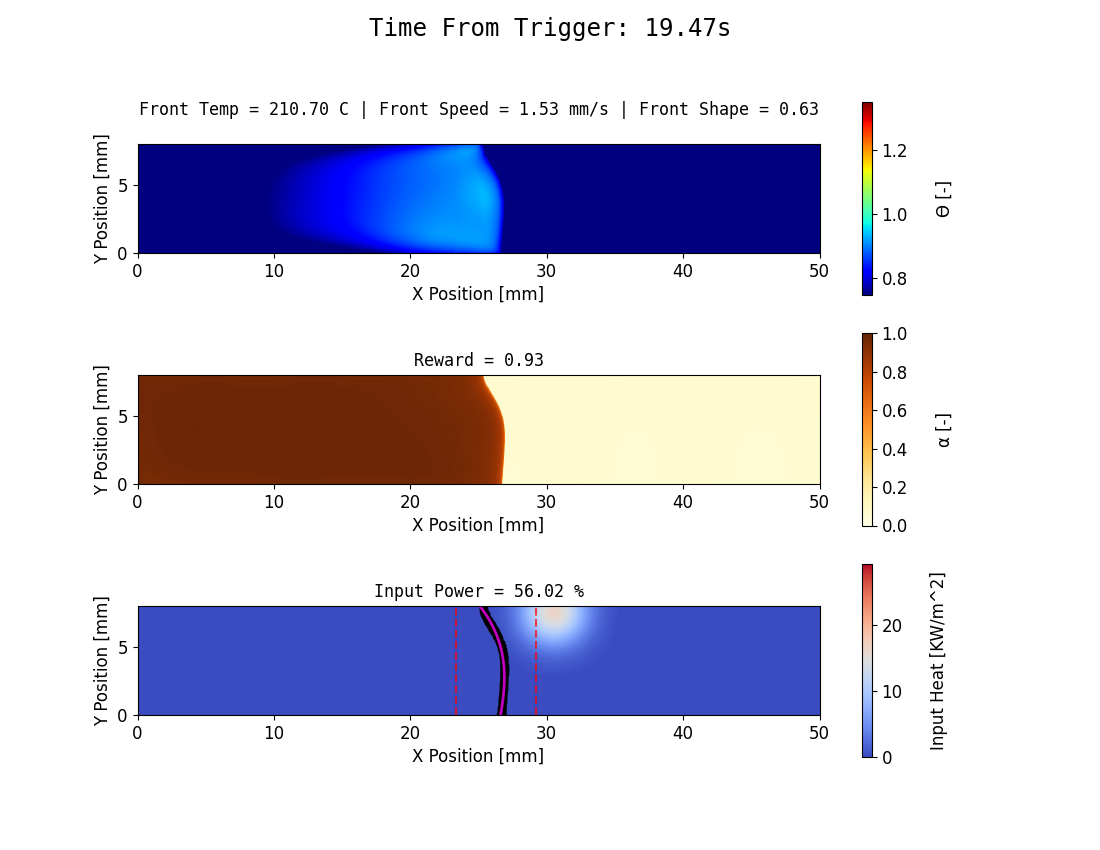 Time From Trigger: 19.47s
Front Temp = 210.70 C | Front Speed = 1.53 mm/s | Front Shape = 0.63
Y Position [mm]
5
0
0 10 20 30 40 50
X Position [mm]
1.2
1.0
0.8
Θ [-]
Reward = 0.93
Y Position [mm]
5
0
0 10 20 30 40 50
X Position [mm]
1.0
0.8
0.6
0.4
0.2
0.0
α [-]
Input Power = 56.02 %
Y Position [mm]
5
0
0 10 20 30 40 50
X Position [mm]
20
10
0
Input Heat [KW/m^2]